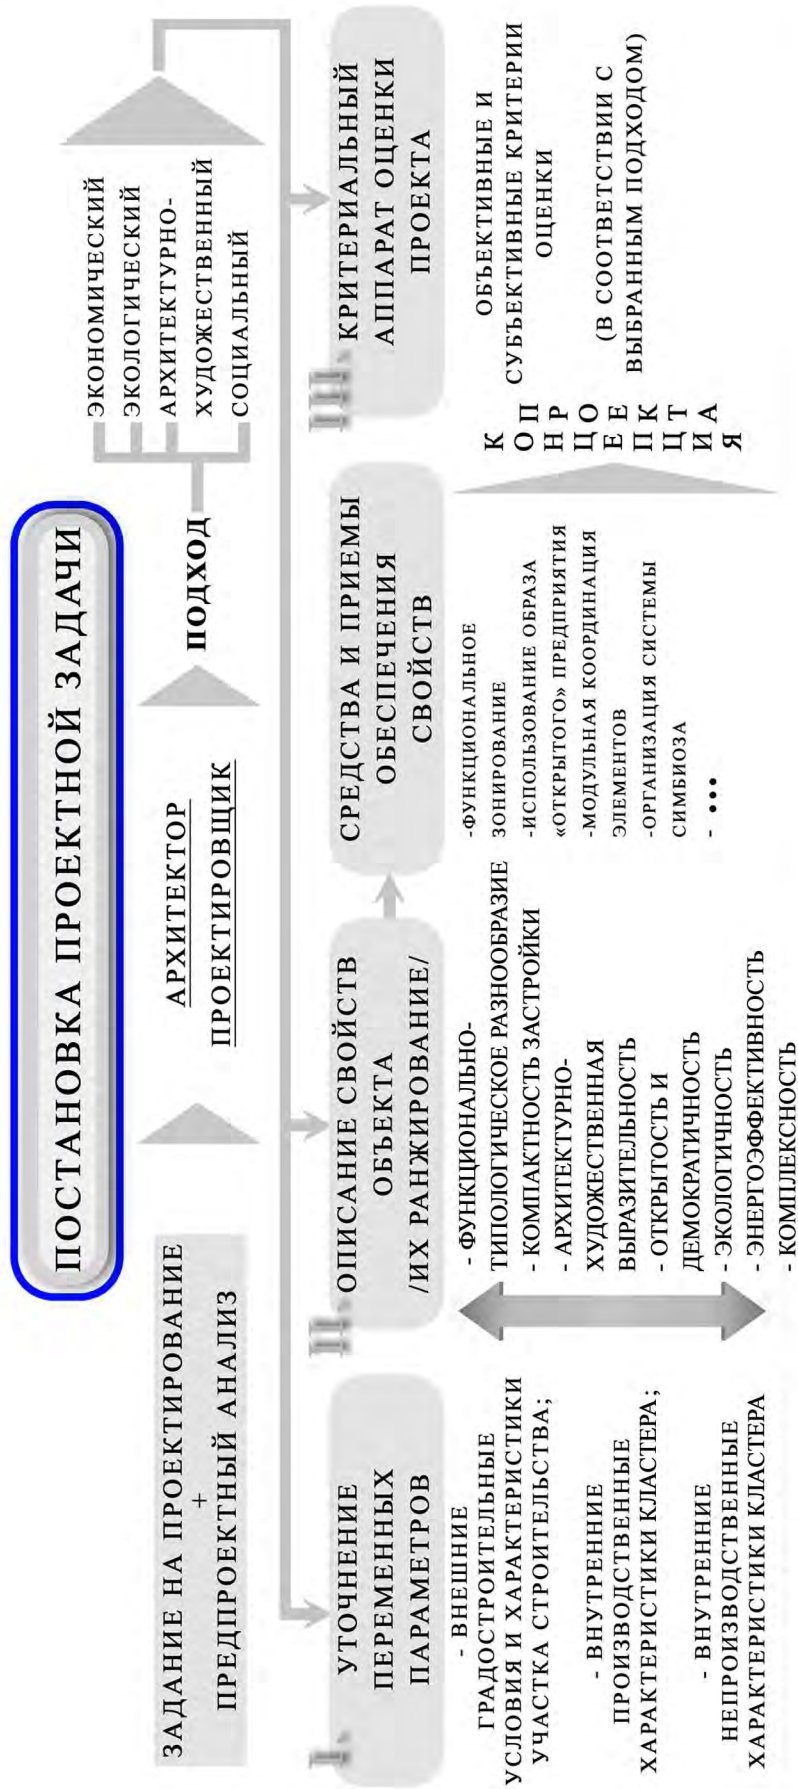 ПОСТАНОВКА ПРОЕКТНОЙ ЗАДАЧИ
ЗАДАНИЕ НА ПРОЕКТИРОВАНИЕ
+
ПРЕДПРОЕКТНЫЙ АНАЛИЗ
АРХИТЕКТОР
ПРОЕКТИРОВЩИК
ПОДХОД
ЭКОНОМИЧЕСКИЙ
ЭКОЛОГИЧЕСКИЙ
АРХИТЕКТУРНО-
ХУДОЖЕСТВЕННЫЙ
СОЦИАЛЬНЫЙ
I.
УТОЧНЕНИЕ
ПЕРЕМЕННЫХ
ПАРАМЕТРОВ
- ВНЕШНИЕ
ГРАДОСТРОИТЕЛЬНЫЕ
УСЛОВИЯ И ХАРАКТЕРИСТИКИ
УЧАСТКА СТРОИТЕЛЬСТВА;
- ВНУТРЕННИЕ
ПРОИЗВОДСТВЕННЫЕ
ХАРАКТЕРИСТИКИ КЛАСТЕРА;
- ВНУТРЕННИЕ
НЕПРОИЗВОДСТВЕННЫЕ
ХАРАКТЕРИСТИКИ КЛАСТЕРА
II.
ОПИСАНИЕ СВОЙСТВ
ОБЪЕКТА
/ИХ РАНЖИРОВАНИЕ/
- ФУНКЦИОНАЛЬНО-
ТИПОЛОГИЧЕСКОЕ РАЗНООБРАЗИЕ
- КОМПАКТНОСТЬ ЗАСТРОЙКИ
- АРХИТЕКТУРНО-
ХУДОЖЕСТВЕННАЯ
ВЫРАЗИТЕЛЬНОСТЬ
- ОТКРЫТОСТЬ И
ДЕМОКРАТИЧНОСТЬ
- ЭКОЛОГИЧНОСТЬ
- ЭНЕРГОЭФФЕКТИВНОСТЬ
- КОМПЛЕКСНОСТЬ
СРЕДСТВА И ПРИЕМЫ
ОБЕСПЕЧЕНИЯ
СВОЙСТВ
-ФУНКЦИОНАЛЬНОЕ
ЗОНИРОВАНИЕ
-ИСПОЛЬЗОВАНИЕ ОБРАЗА
«ОТКРЫТОГО» ПРЕДПРИЯТИЯ
-МОДУЛЬНАЯ КООРДИНАЦИЯ
ЭЛЕМЕНТОВ
-ОРГАНИЗАЦИЯ СИСТЕМЫ
СИМБИОЗА
- ...
КОНЦЕПЦИЯ
ПРОЕКТА
III.
КРИТЕРИАЛЬНЫЙ
АППАРАТ ОЦЕНКИ
ПРОЕКТА
ОБЪЕКТИВНЫЕ И
СУБЪЕКТИВНЫЕ КРИТЕРИИ
ОЦЕНКИ
(В СООТВЕТСТВИИ С
ВЫБРАННЫМ ПОДХОДОМ)